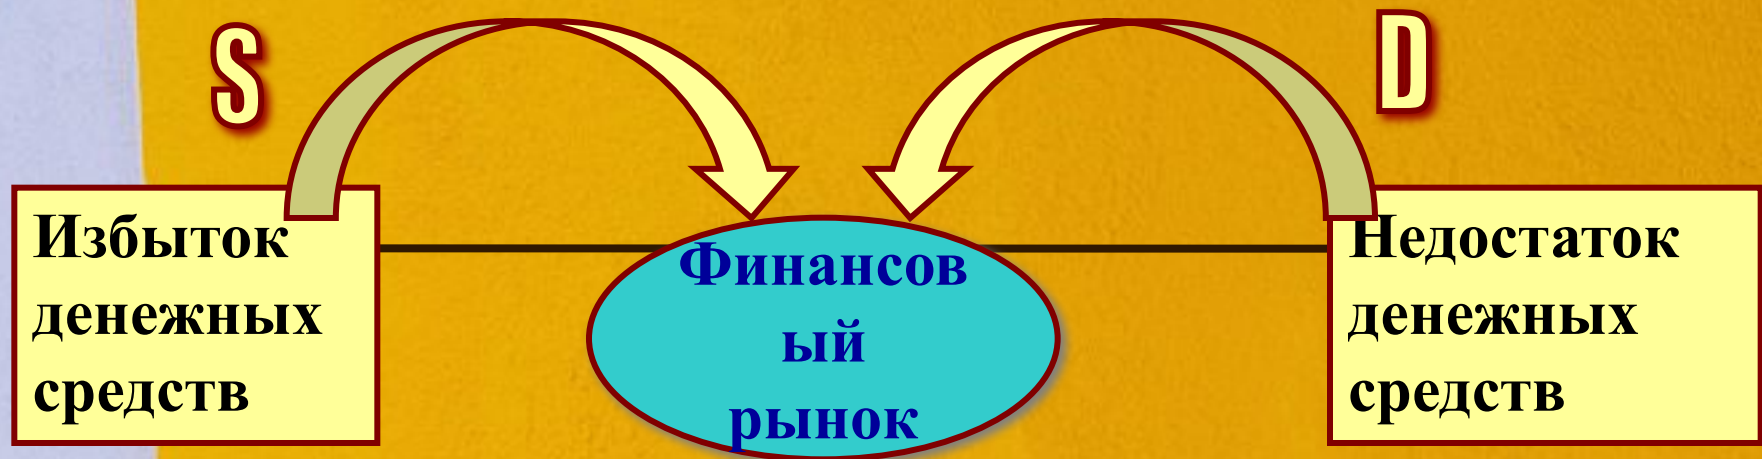 S
D
Избыток
денежных
средств
Финансов
ый
рынок
Недостаток
денежных
средств